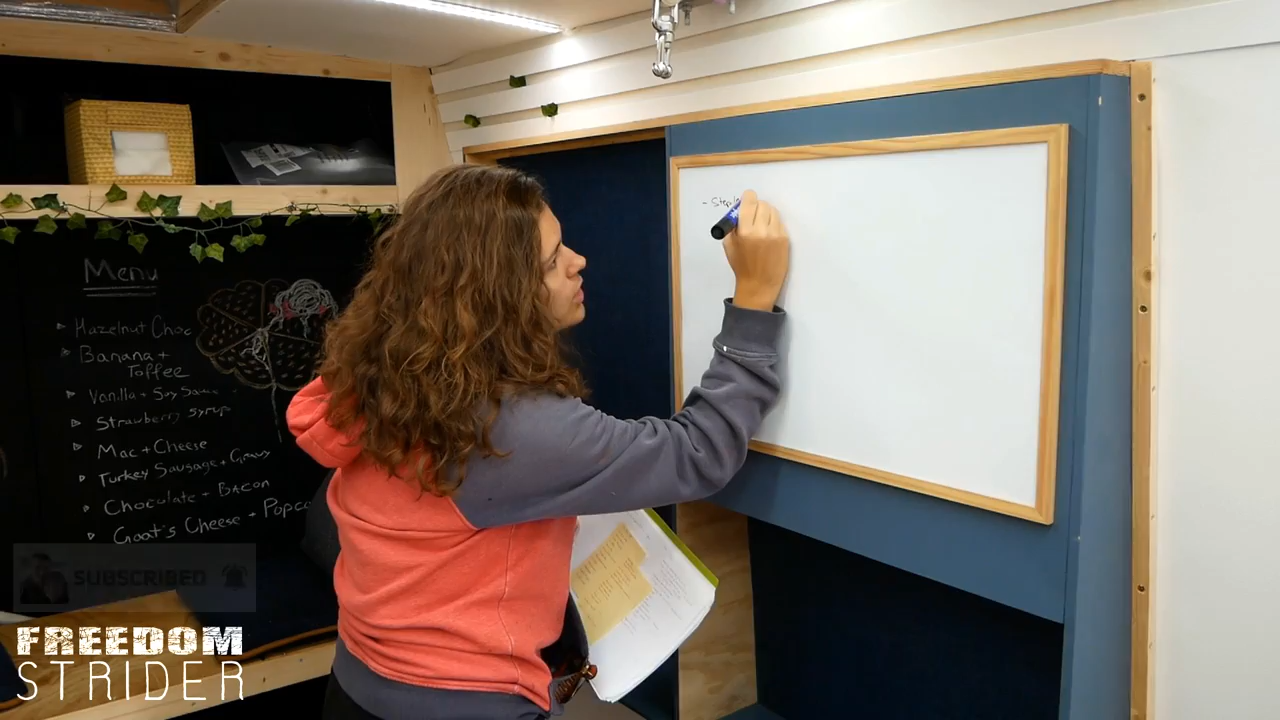 Menu
Hazelnut Choc
Banana +
Toffee
Vanilla + Soy Sauce
Strawberry syrup
Mac + Cheese
Turkey Sausage + Gravy
Chocolate + Bacon
Goat's Cheese + Popco
SUBSCRIBED
FREEDOM
STRIDER